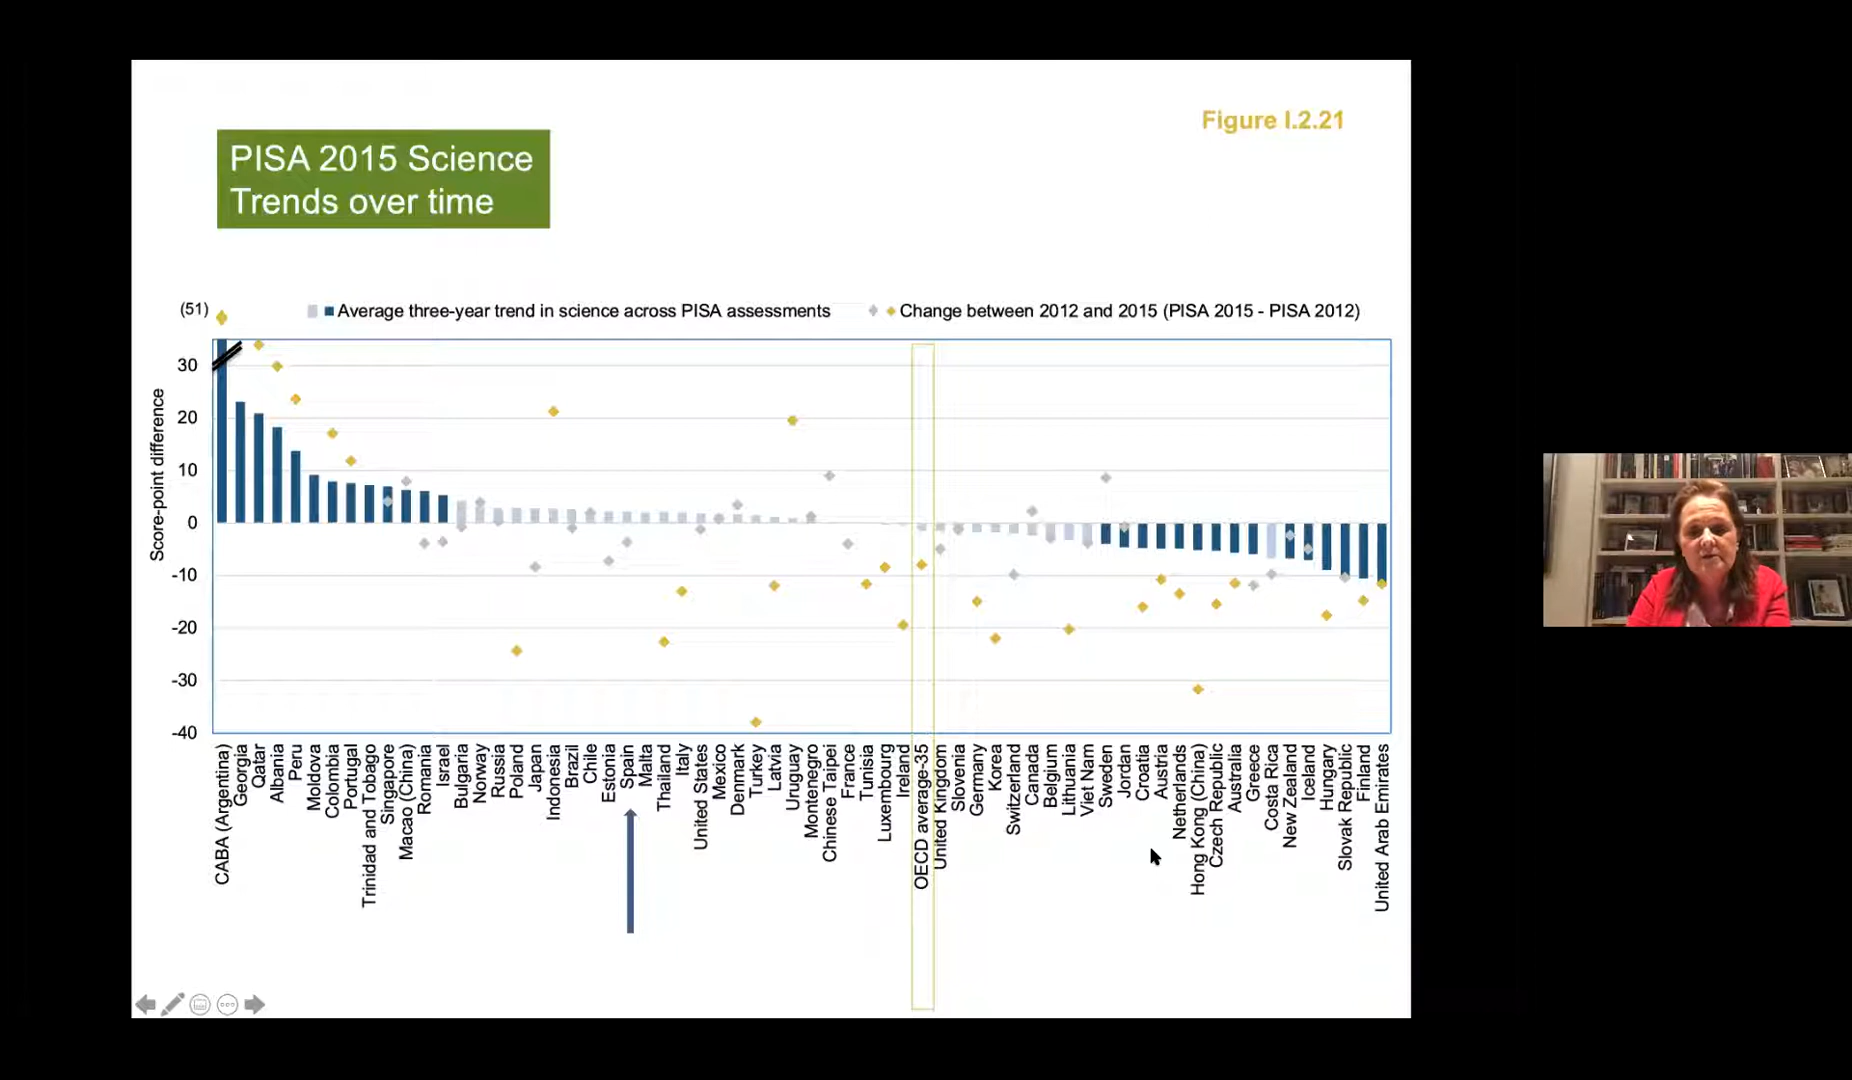 Figure I.2.21
PISA 2015 Science
Trends over time
(51)
Average three-year trend in science across PISA assessments
Change between 2012 and 2015 (PISA 2015 - PISA 2012)
Score-point difference
30
20
10
0
-10
-20
-30
-40
CABA (Argentina)
Georgia
Qatar
Albania
Peru
Moldova
Colombia
Portugal
Trinidad and Tobago
Singapore
Macao (China)
Romania
Israel
Bulgaria
Norway
Russia
Poland
Japan
Indonesia
Brazil
Chile
Estonia
Spain
Malta
Thailand
Italy
United States
Mexico
Denmark
Turkey
Latvia
Uruguay
Montenegro
Chinese Taipei
France
Tunisia
Luxembourg
Ireland
OECD average-35
United Kingdom
Slovenia
Germany
Korea
Switzerland
Canada
Belgium
Lithuania
Viet Nam
Sweden
Jordan
Croatia
Austria
Netherlands
Hong Kong (China)
Czech Republic
Australia
Greece
Costa Rica
New Zealand
Iceland
Hungary
Slovak Republic
Finland
United Arab Emirates